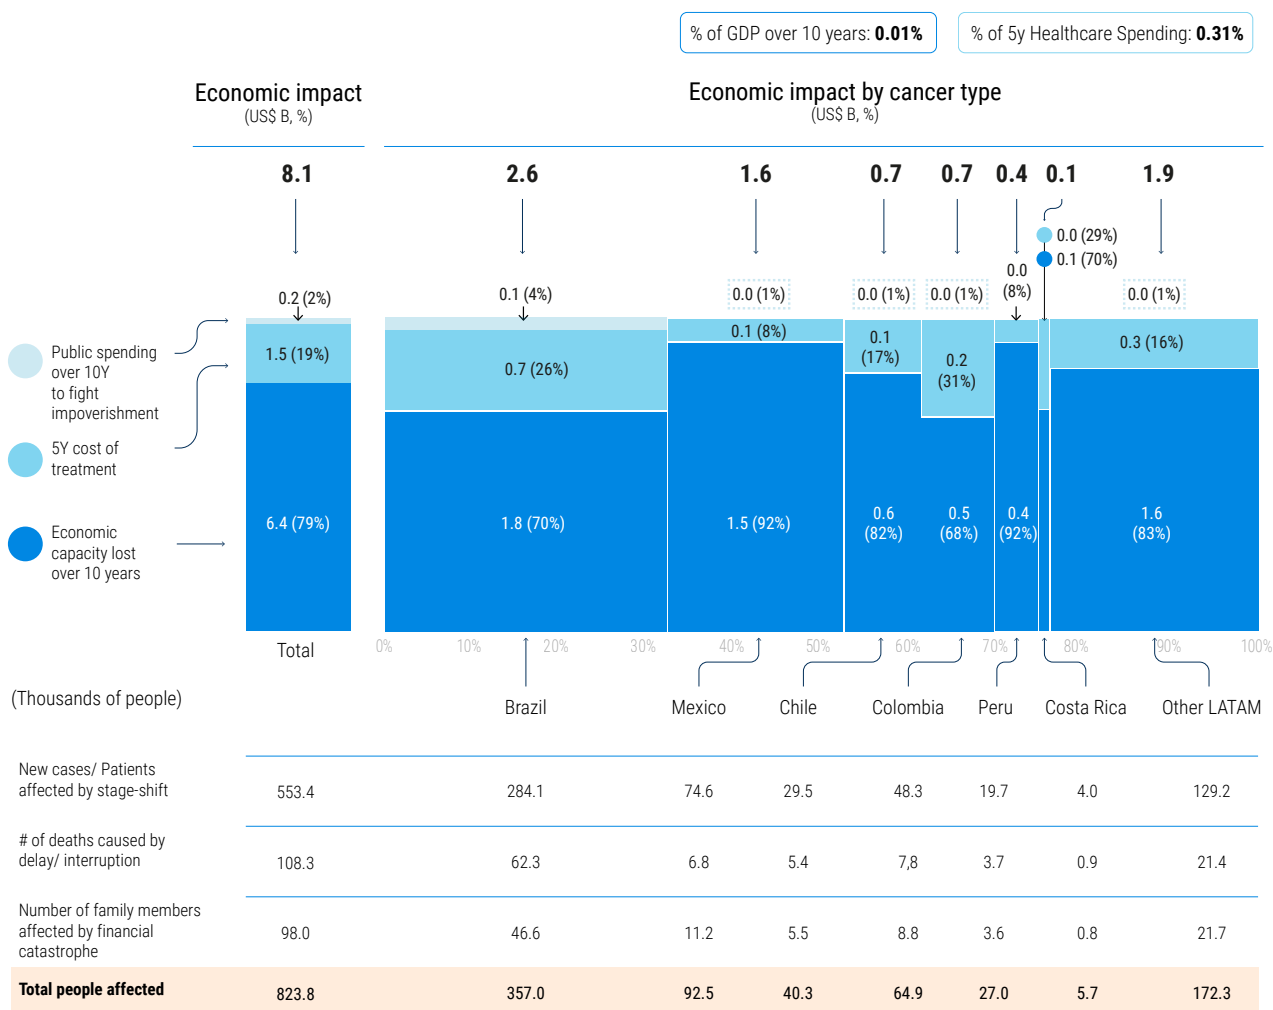 % of GDP over 10 years: 0.01%
% of 5y Healthcare Spending: 0.31%
Economic impact
(US$ B, %)
Economic impact by cancer type
(US$ B, %)
8.1
2.6
1.6
0.7
0.7
0.4
0.1
1.9
0.0 (29%)
0.1 (70%)
0.2 (2%)
0.1 (4%)
0.0 (1%)
0.0 (1%)
0.0 (1%)
0.0
(8%)
0.0 (1%)
Public spending
over 10Y
to fight
impoverishment
1.5 (19%)
0.7 (26%)
0.1 (8%)
0.1
(17%)
0.2
(31%)
0.3 (16%)
5Y cost of
treatment
Economic
capacity lost
over 10 years
6.4 (79%)
1.8 (70%)
1.5 (92%)
0.6
(82%)
0.5
(68%)
0.4
(92%)
1.6
(83%)
Total
0%
10%
20%
30%
40%
50%
60%
70%
80%
90%
100%
(Thousands of people)
Brazil
Mexico
Chile
Colombia
Peru
Costa Rica
Other LATAM
New cases/ Patients
affected by stage-shift
553.4
284.1
74.6
29.5
48.3
19.7
4.0
129.2
# of deaths caused by
delay/ interruption
108.3
62.3
6.8
5.4
7,8
3.7
0.9
21.4
Number of family members
affected by financial
catastrophe
98.0
46.6
11.2
5.5
8.8
3.6
0.8
21.7
Total people affected
823.8
357.0
92.5
40.3
64.9
27.0
5.7
172.3